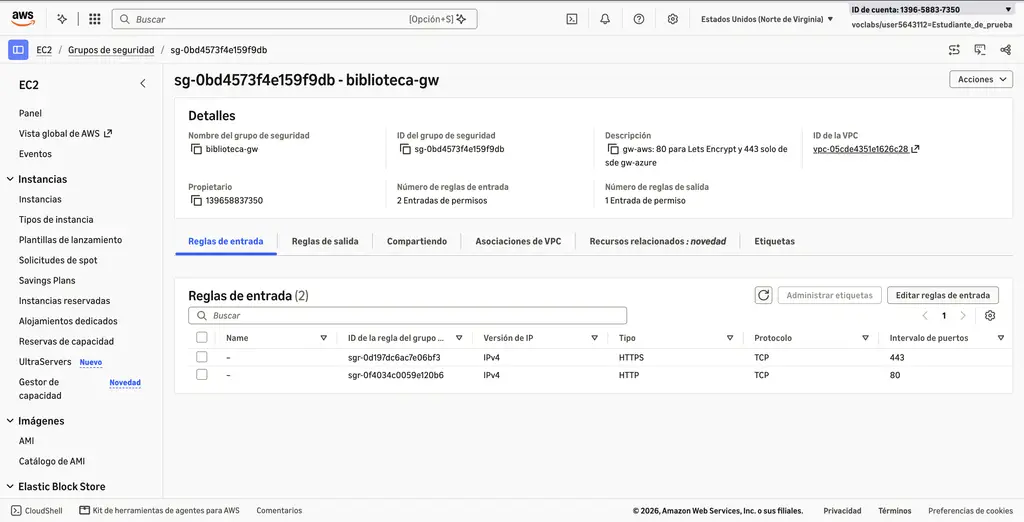 aws
Buscar
[Opción+S]
Estados Unidos (Norte de Virginia)
ID de cuenta: 1396-5883-7350
voclabs/user5643112=Estudiante_de_prueba
EC2 / Grupos de seguridad / sg-0bd4573f4e159f9db
EC2
Panel
Vista global de AWS
Eventos
Instancias
Instancias
Tipos de instancia
Plantillas de lanzamiento
Solicitudes de spot
Savings Plans
Instancias reservadas
Alojamientos dedicados
Reservas de capacidad
UltraServers Nuevo
Gestor de capacidad Novedad
Imágenes
AMI
Catálogo de AMI
Elastic Block Store
sg-0bd4573f4e159f9db - biblioteca-gw
Acciones
Detalles
Nombre del grupo de seguridad
biblioteca-gw
ID del grupo de seguridad
sg-0bd4573f4e159f9db
Descripción
gw-aws: 80 para Lets Encrypt y 443 solo de
sde gw-azure
ID de la VPC
vpc-05cde4351e1626c28
Propietario
139658837350
Número de reglas de entrada
2 Entradas de permisos
Número de reglas de salida
1 Entrada de permiso
Reglas de entrada
Reglas de salida
Compartiendo
Asociaciones de VPC
Recursos relacionados : novedad
Etiquetas
Reglas de entrada (2)
Administrar etiquetas
Editar reglas de entrada
Buscar
1
Name ID de la regla del grupo ... Versión de IP Tipo Protocolo Intervalo de puertos
– sgr-0d197dc6ac7e06bf3 IPv4 HTTPS TCP 443
– sgr-0f4034c0059e120b6 IPv4 HTTP TCP 80
CloudShell
Kit de herramientas de agentes para AWS
Comentarios
© 2026, Amazon Web Services, Inc. o sus filiales.
Privacidad
Términos
Preferencias de cookies